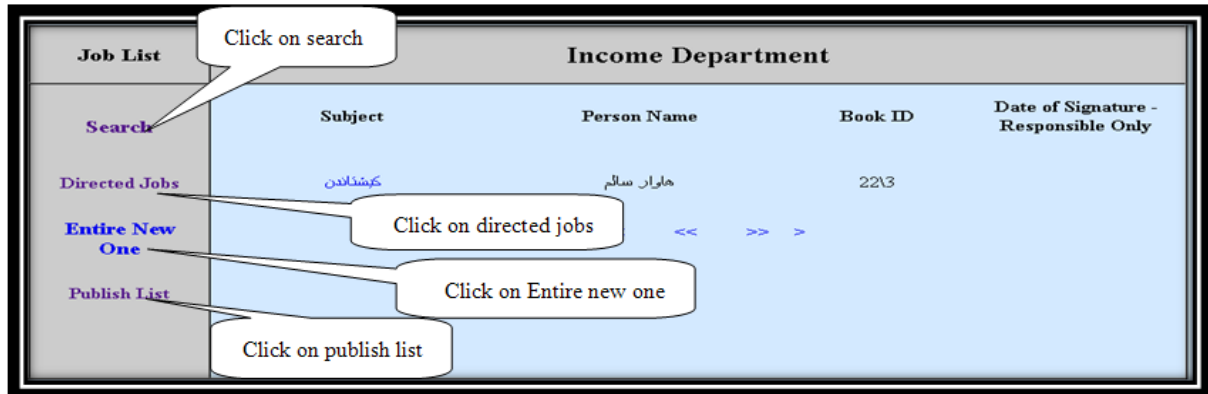 Click on search
Job List
Income Department
Search
Subject
Person Name
Book ID
Date of Signature -
Responsible Only
Directed Jobs
کێشئاندن
هاوار سالم
22\3
Click on directed jobs
Entire New
One
<< >> >
Click on Entire new one
Publish List
Click on publish list